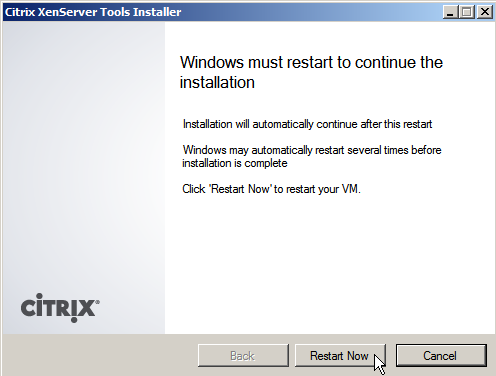 Citrix XenServer Tools Installer
Windows must restart to continue the
installation
Installation will automatically continue after this restart
Windows may automatically restart several times before
installation is complete
Click 'Restart Now' to restart your VM.
CITRIX®
Back
Restart Now
Cancel